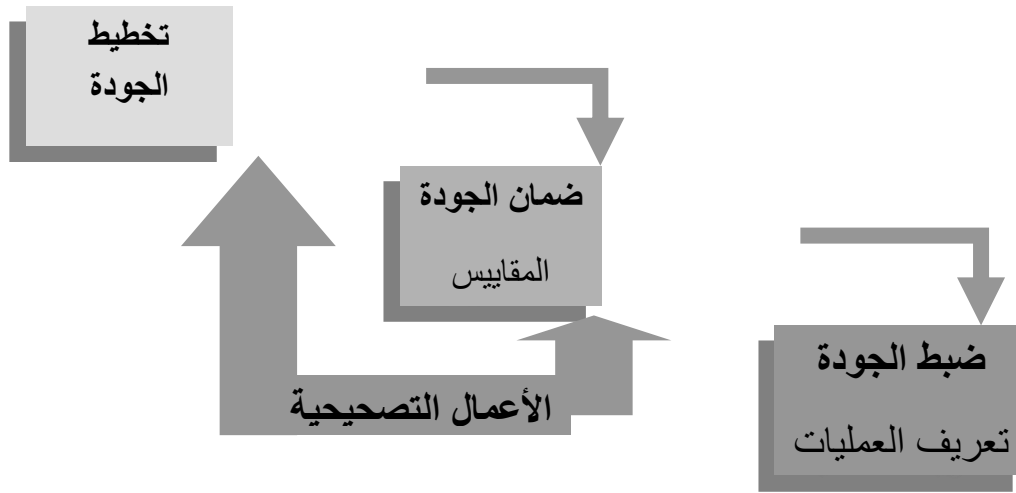 تخطيط
الجودة
ضمان الجودة
المقاييس
ضبط الجودة
تعريف العمليات
الأعمال التصحيحية